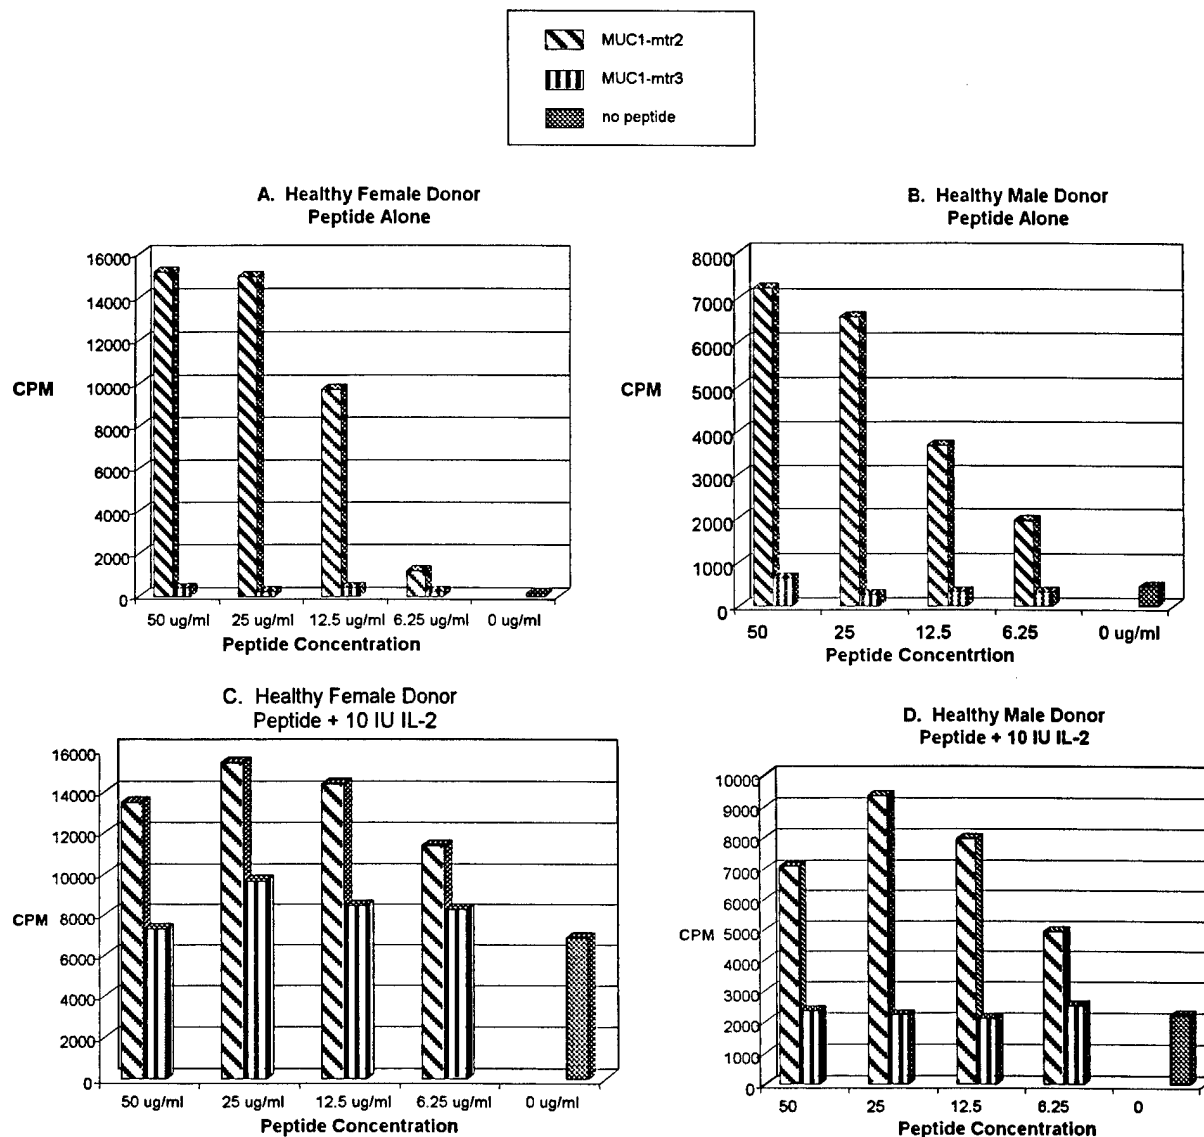 MUC1-mtr2
MUC1-mtr3
no peptide
A. Healthy Female Donor
Peptide Alone
16000
14000
12000
10000
8000
6000
4000
2000
0
CPM
50 ug/ml 25 ug/ml 12.5 ug/ml 6.25 ug/ml 0 ug/ml
Peptide Concentration
B. Healthy Male Donor
Peptide Alone
8000
7000
6000
5000
4000
3000
2000
1000
0
CPM
50 25 12.5 6.25 0 ug/ml
Peptide Concentrtion
C. Healthy Female Donor
Peptide + 10 IU IL-2
16000
14000
12000
10000
8000
6000
4000
2000
0
CPM
50 ug/ml 25 ug/ml 12.5 ug/ml 6.25 ug/ml 0 ug/ml
Peptide Concentration
D. Healthy Male Donor
Peptide + 10 IU IL-2
10000
9000
8000
7000
6000
5000
4000
3000
2000
1000
0
CPM
50 25 12.5 6.25 0
Peptide Concentration